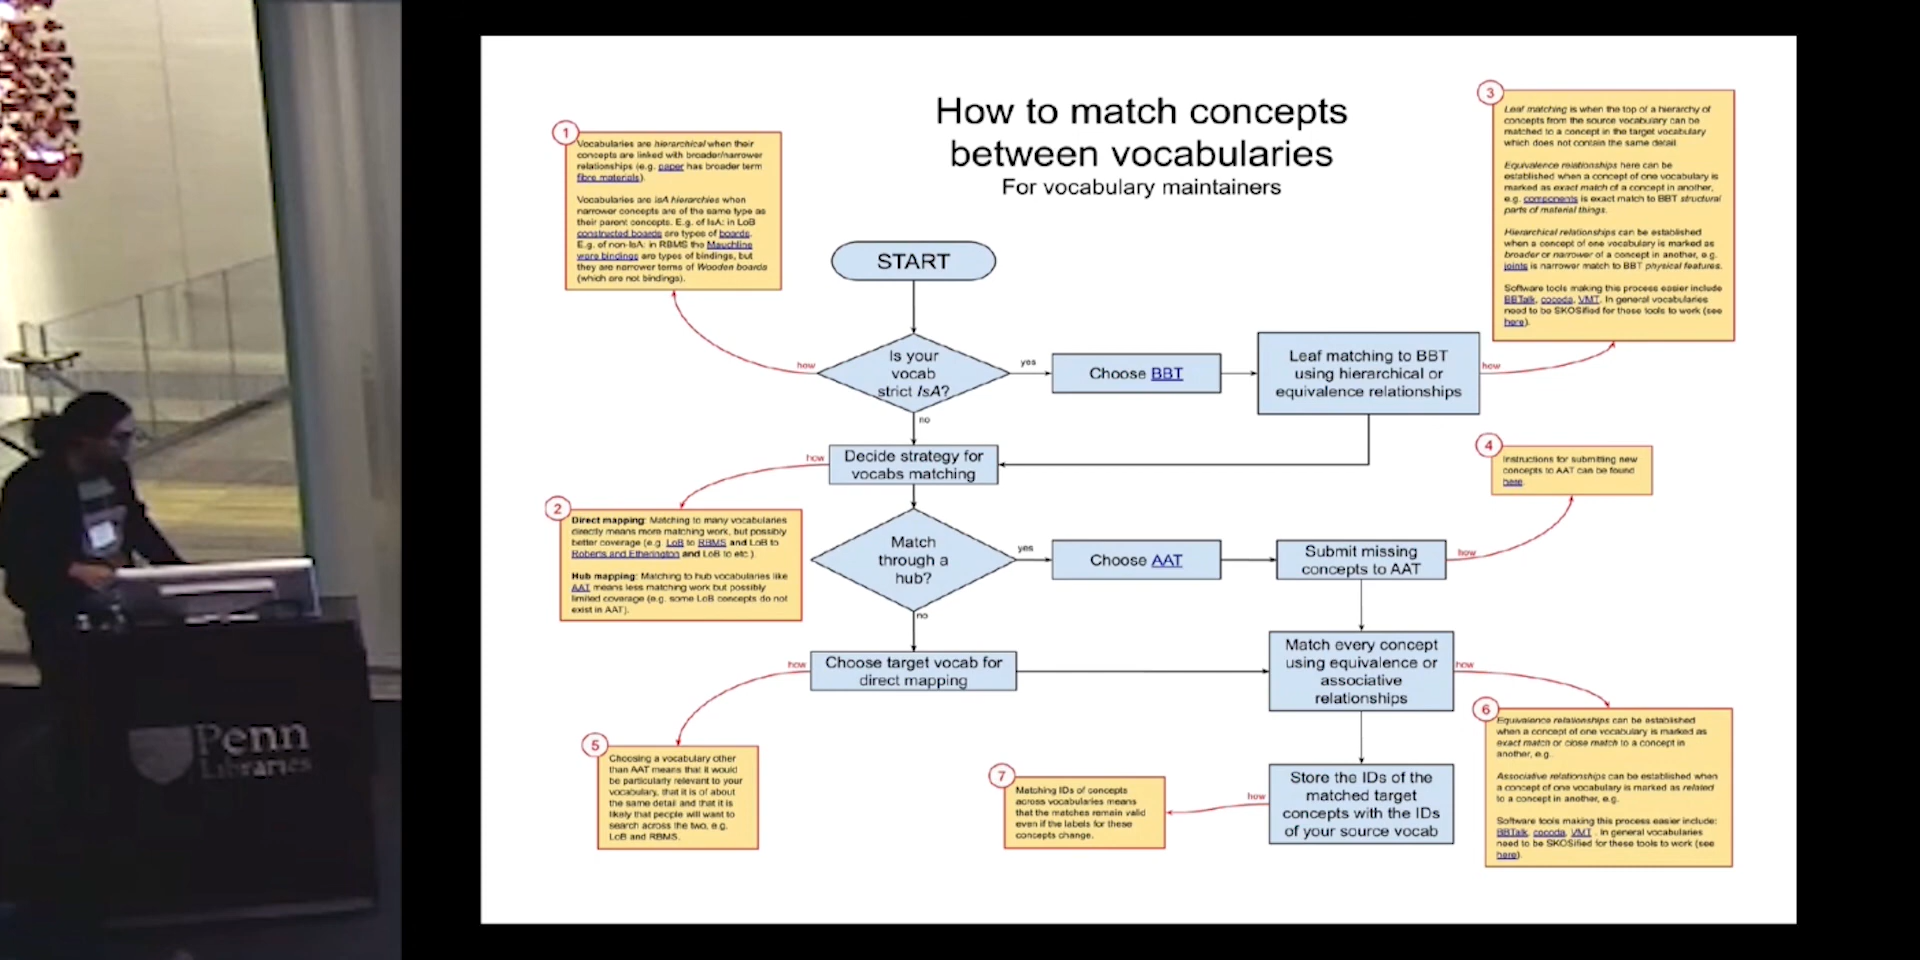 How to match concepts
between vocabularies
For vocabulary maintainers
1
Vocabularies are hierarchical when their
concepts are linked with broader/narrower
relationships (e.g. paper has broader term
fibre materials).
Vocabularies are isA hierarchies when
narrower concepts are of the same type as
their parent concepts. E.g. of IsA: in LoB
constructed boards are types of boards.
E.g. of non-IsA: in RBMS the Mauchline
ware bindings are types of bindings, but
they are narrower terms of Wooden boards
(which are not bindings).
3
Leaf matching is when the top of a hierarchy of
concepts from the source vocabulary can be
matched to a concept in the target vocabulary
which does not contain the same detail.
Equivalence relationships here can be
established when a concept of one vocabulary is
marked as exact match of a concept in another,
e.g. components is exact match to BBT structural
parts of material things.
Hierarchical relationships can be established
when a concept of one vocabulary is marked as
broader or narrower of a concept in another, e.g.
joints is narrower match to BBT physical features.
Software tools making this process easier include
BBTalk, cocoda, VMT. In general vocabularies
need to be SKOSified for these tools to work (see
here).
START
Is your
vocab
strict IsA?
how
yes
Choose BBT
Leaf matching to BBT
using hierarchical or
equivalence relationships
how
no
Decide strategy for
vocabs matching
how
2
Direct mapping: Matching to many vocabularies
directly means more matching work, but possibly
better coverage (e.g. LoB to RBMS and LoB to
Roberts and Etherington and LoB to etc.).
Hub mapping: Matching to hub vocabularies like
AAT means less matching work but possibly
limited coverage (e.g. some LoB concepts do not
exist in AAT).
Match
through a
hub?
yes
Choose AAT
Submit missing
concepts to AAT
how
4
Instructions for submitting new
concepts to AAT can be found
here.
no
Choose target vocab for
direct mapping
how
Match every concept
using equivalence or
associative
relationships
how
5
Choosing a vocabulary other
than AAT means that it would
be particularly relevant to your
vocabulary, that it is of about
the same detail and that it is
likely that people will want to
search across the two, e.g.
LoB and RBMS.
6
Equivalence relationships can be established
when a concept of one vocabulary is marked as
exact match or close match to a concept in
another, e.g..
Associative relationships can be established when
a concept of one vocabulary is marked as related
to a concept in another, e.g.
Software tools making this process easier include:
BBTalk, cocoda, VMT . In general vocabularies
need to be SKOSified for these tools to work (see
here).
Store the IDs of the
matched target
concepts with the IDs
of your source vocab
how
7
Matching IDs of concepts
across vocabularies means
that the matches remain valid
even if the labels for these
concepts change.
Penn
Libraries